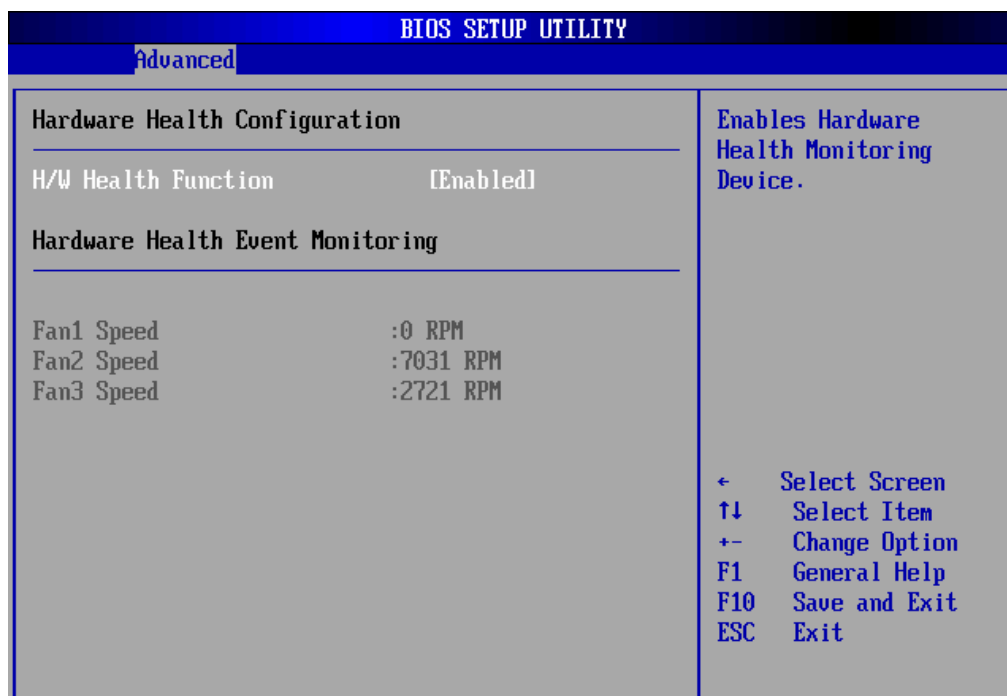 BIOS SETUP UTILITY
Advanced
Hardware Health Configuration
H/W Health Function [Enabled]
Hardware Health Event Monitoring
Fan1 Speed :0 RPM
Fan2 Speed :7031 RPM
Fan3 Speed :2721 RPM
Enables Hardware
Health Monitoring
Device.
← Select Screen
↑↓ Select Item
+- Change Option
F1 General Help
F10 Save and Exit
ESC Exit